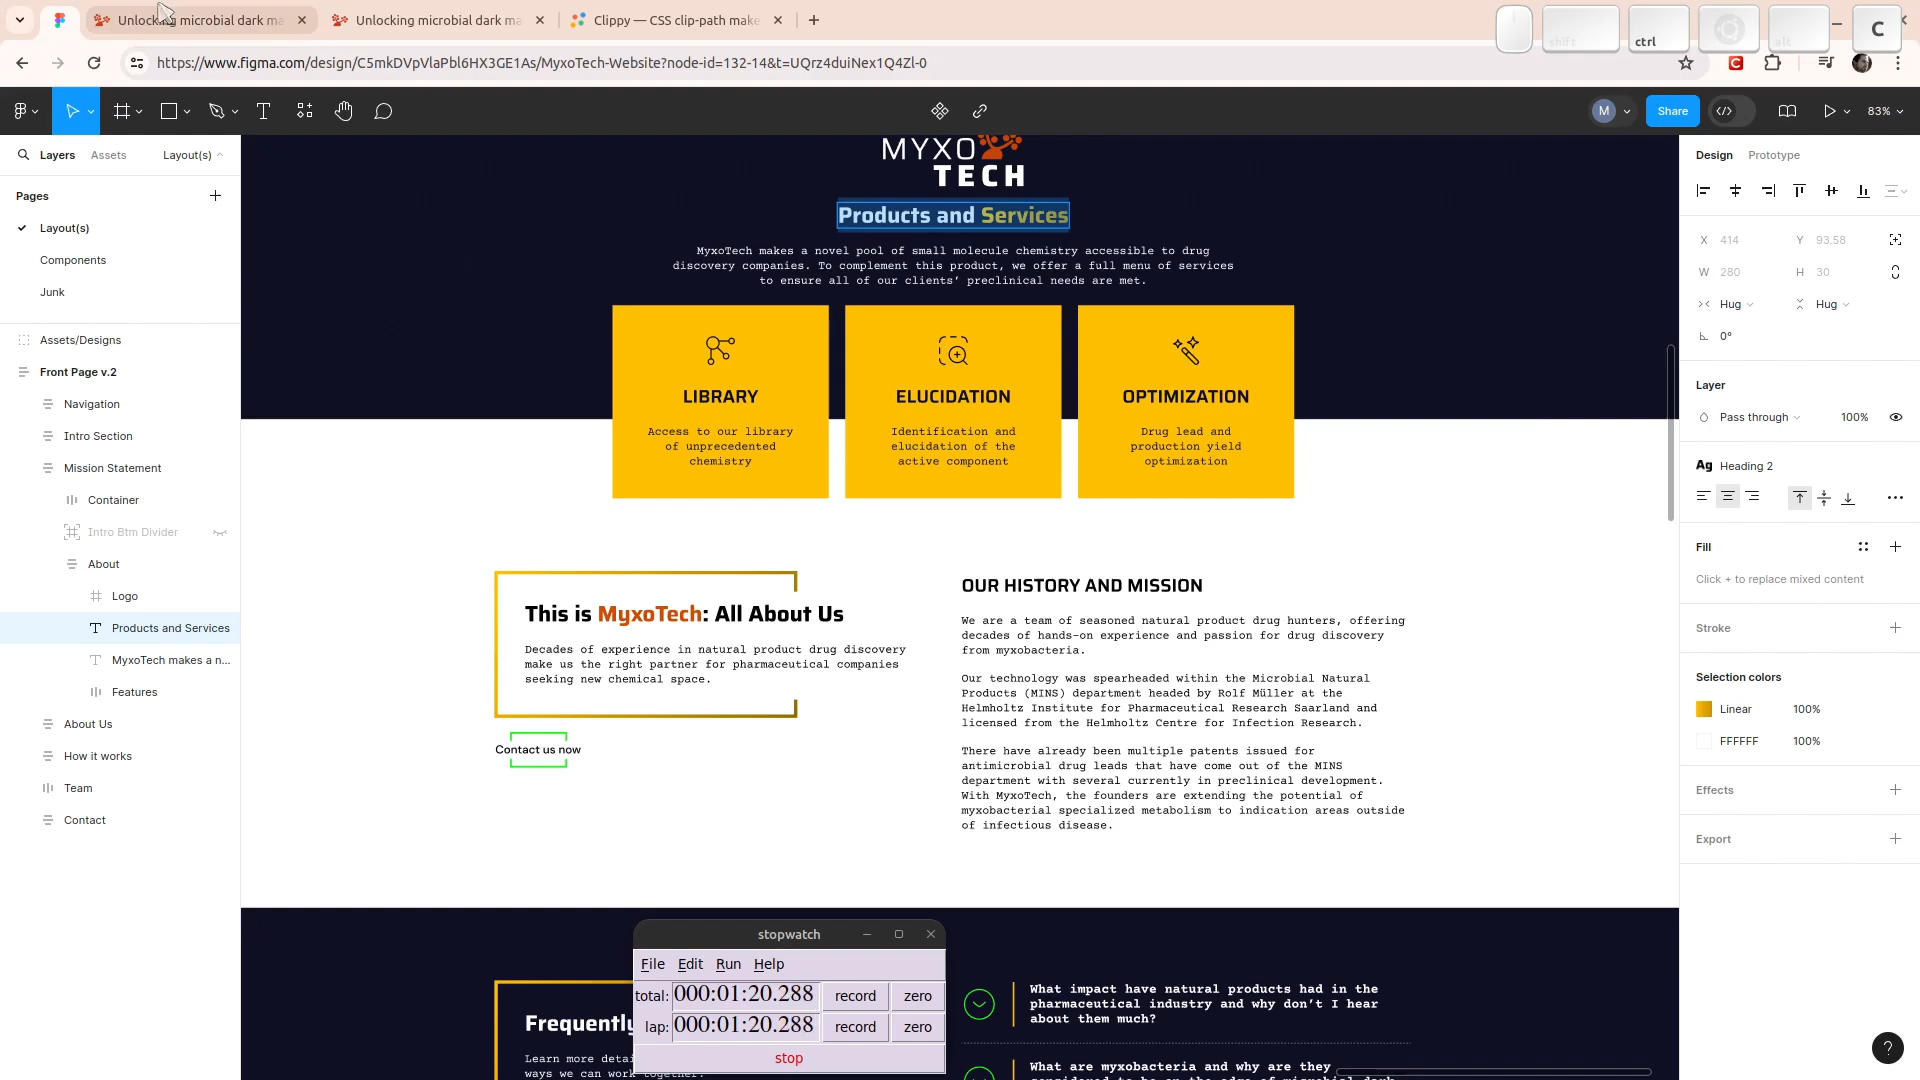 Unlocking microbial dark ma
Unlocking microbial dark ma
Clippy — CSS clip-path make
shift
ctrl
alt
C
https://www.figma.com/design/C5mkDVpVlaPbl6HX3GE1As/MyxoTech-Website?node-id=132-14&t=UQrz4duiNex1Q4Zl-0
M
Share
83%
Layers
Assets
Layout(s)
Pages
Layout(s)
Components
Junk
Assets/Designs
Front Page v.2
Navigation
Intro Section
Mission Statement
Container
Intro Btm Divider
About
Logo
Products and Services
MyxoTech makes a n...
Features
About Us
How it works
Team
Contact
MYXO
TECH
Products and Services
MyxoTech makes a novel pool of small molecule chemistry accessible to drug
discovery companies. To complement this product, we offer a full menu of services
to ensure all of our clients’ preclinical needs are met.
LIBRARY
Access to our library
of unprecedented
chemistry
ELUCIDATION
Identification and
elucidation of the
active component
OPTIMIZATION
Drug lead and
production yield
optimization
This is MyxoTech: All About Us
Decades of experience in natural product drug discovery
make us the right partner for pharmaceutical companies
seeking new chemical space.
Contact us now
OUR HISTORY AND MISSION
We are a team of seasoned natural product drug hunters, offering
decades of hands-on experience and passion for drug discovery
from myxobacteria.
Our technology was spearheaded within the Microbial Natural
Products (MINS) department headed by Rolf Müller at the
Helmholtz Institute for Pharmaceutical Research Saarland and
licensed from the Helmholtz Centre for Infection Research.
There have already been multiple patents issued for
antimicrobial drug leads that have come out of the MINS
department with several currently in preclinical development.
With MyxoTech, the founders are extending the potential of
myxobacterial specialized metabolism to indication areas outside
of infectious disease.
Frequently
Learn more detai
ways we can work together.
stopwatch
File Edit Run Help
total: 000:01:20.288 record zero
lap: 000:01:20.288 record zero
stop
What impact have natural products had in the
pharmaceutical industry and why don’t I hear
about them much?
What are myxobacteria and why are they
Design
Prototype
X 414
Y 93.58
W 280
H 30
Hug
Hug
0°
Layer
Pass through
100%
Ag Heading 2
Fill
Click + to replace mixed content
Stroke
Selection colors
Linear 100%
FFFFFF 100%
Effects
Export
?